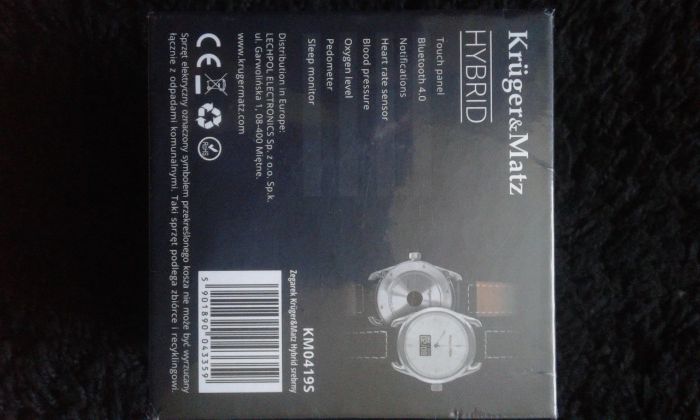 Krüger&Matz
HYBRID
Touch panel
Bluetooth 4.0
Notifications
Heart rate sensor
Blood pressure
Oxygen level
Pedometer
Sleep monitor
Distribution in Europe:
LECHPOL ELECTRONICS Sp. z o.o. Sp.k.
ul. Garwolińska 1, 08-400 Miętne.
www.krugermatz.com
CE
RoHS
Sprzęt elektryczny oznaczony symbolem przekreślonego kosza nie może być wyrzucany
łącznie z odpadami komunalnymi. Taki sprzęt podlega zbiórce i recyklingowi.
KM0419S
Zegarek Krüger&Matz Hybrid srebrny
5 901890 043359